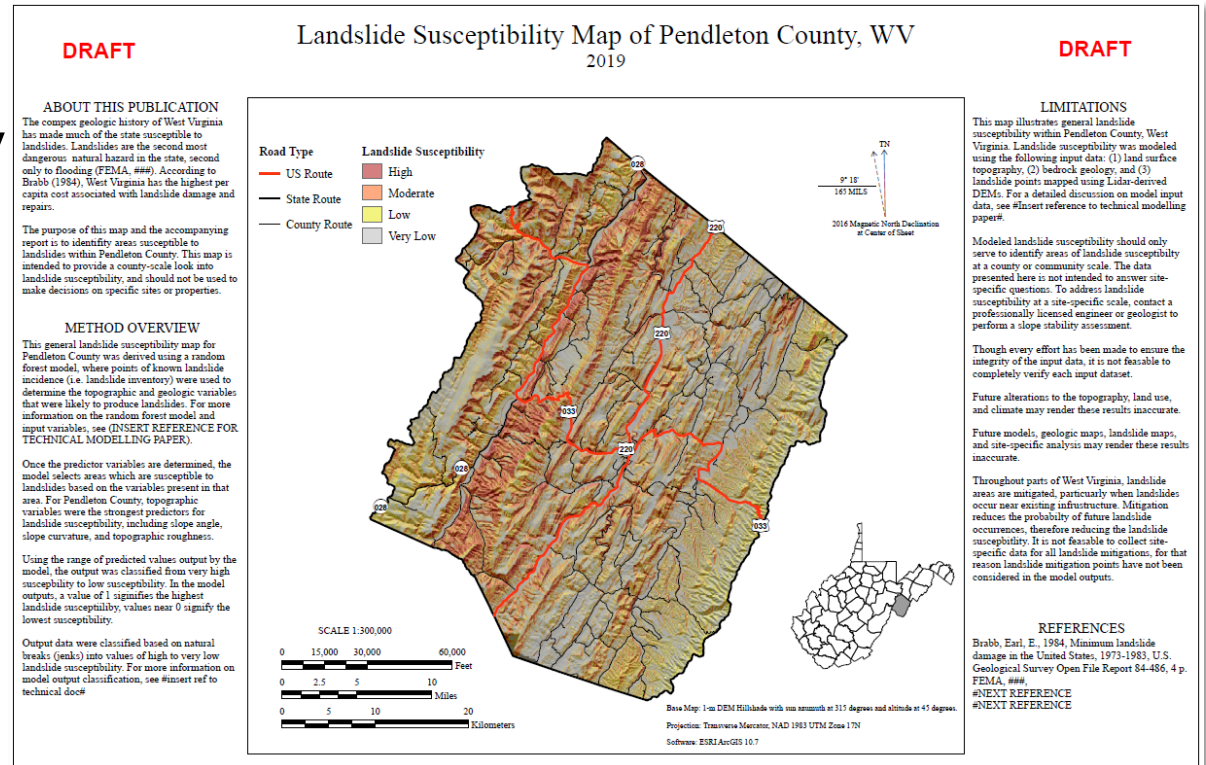 DRAFT
Landslide Susceptibility Map of Pendleton County, WV
2019
DRAFT
ABOUT THIS PUBLICATION
The compex geologic history of West Virginia
has made much of the state susceptible to
landslides. Landslides are the second most
dangerous natural hazard in the state, second
only to flooding (FEMA, ###). According to
Brabb (1984), West Virginia has the highest per
capita cost associated with landslide damage and
repairs.
The purpose of this map and the accompanying
report is to identifity areas susceptible to
landslides within Pendleton County. This map is
intended to provide a county-scale look into
landslide susceptibility, and should not be used to
make decisions on specific sites or properties.
METHOD OVERVIEW
This general landslide susceptibility map for
Pendleton County was derived using a random
forest model, where points of known landslide
incidence (i.e. landslide inventory) were used to
determine the topographic and geologic variables
that were likely to produce landslides. For more
information on the random forest model and
input variables, see (INSERT REFERENCE FOR
TECHNICAL MODELLING PAPER).
Once the predictor variables are determined, the
model selects areas which are susceptible to
landslides based on the variables present in that
area. For Pendleton County, topographic
variables were the strongest predictors for
landslide susceptibility, including slope angle,
slope curvature, and topographic roughness.
Using the range of predicted values output by the
model, the output was classified from very high
suscepbility to low susceptibility. In the model
outputs, a value of 1 siginifies the highest
landslide susceptiiliby, values near 0 signify the
lowest susceptibility.
Output data were classified based on natural
breaks (jenks) into values of high to very low
landslide susceptibility. For more information on
model output classification, see #insert ref to
technical doc#
Road Type
US Route
State Route
County Route
Landslide Susceptibility
High
Moderate
Low
Very Low
TN
9° 18'
165 MILS
2016 Magnetic North Declination
at Center of Sheet
028
220
220
033
220
028
028
033
SCALE 1:300,000
0 15,000 30,000 60,000
Feet
0 2.5 5 10
Miles
0 5 10 20
Kilometers
Base Map: 1-m DEM Hillshade with sun azumuth at 315 degrees and altitude at 45 degrees.
Projection: Transverse Mercator, NAD 1983 UTM Zone 17N
Software: ESRI ArcGIS 10.7
LIMITATIONS
This map illustrates general landslide
susceptibility within Pendleton County, West
Virginia. Landslide susceptibility was modeled
using the following input data: (1) land surface
topography, (2) bedrock geology, and (3)
landslide points mapped using Lidar-derived
DEMs. For a detailed discussion on model input
data, see #Insert reference to technical modelling
paper#.
Modeled landslide susceptibility should only
serve to identify areas of landslide susceptibilty
at a county or community scale. The data
presented here is not intended to answer site-
specific questions. To address landslide
susceptibility at a site-specific scale, contact a
professionally licensed engineer or geologist to
perform a slope stability assessment.
Though every effort has been made to ensure the
integrity of the input data, it is not feasable to
completely verify each input dataset.
Future alterations to the topography, land use,
and climate may render these results inaccurate.
Future models, geologic maps, landslide maps,
and site-specific analysis may render these results
inaccurate.
Throughout parts of West Virginia, landslide
areas are mitigated, particuarly when landslides
occur near existing infrustructure. Mitigation
reduces the probabilty of future landslide
occurrences, therefore reducing the landslide
suscepbitlity. It is not feasable to collect site-
specific data for all landslide mitigations, for that
reason landslide mitigation points have not been
considered in the model outputs.
REFERENCES
Brabb, Earl, E., 1984, Minimum landslide
damage in the United States, 1973-1983, U.S.
Geological Survey Open File Report 84-486, 4 p.
FEMA, ###,
#NEXT REFERENCE
#NEXT REFERENCE